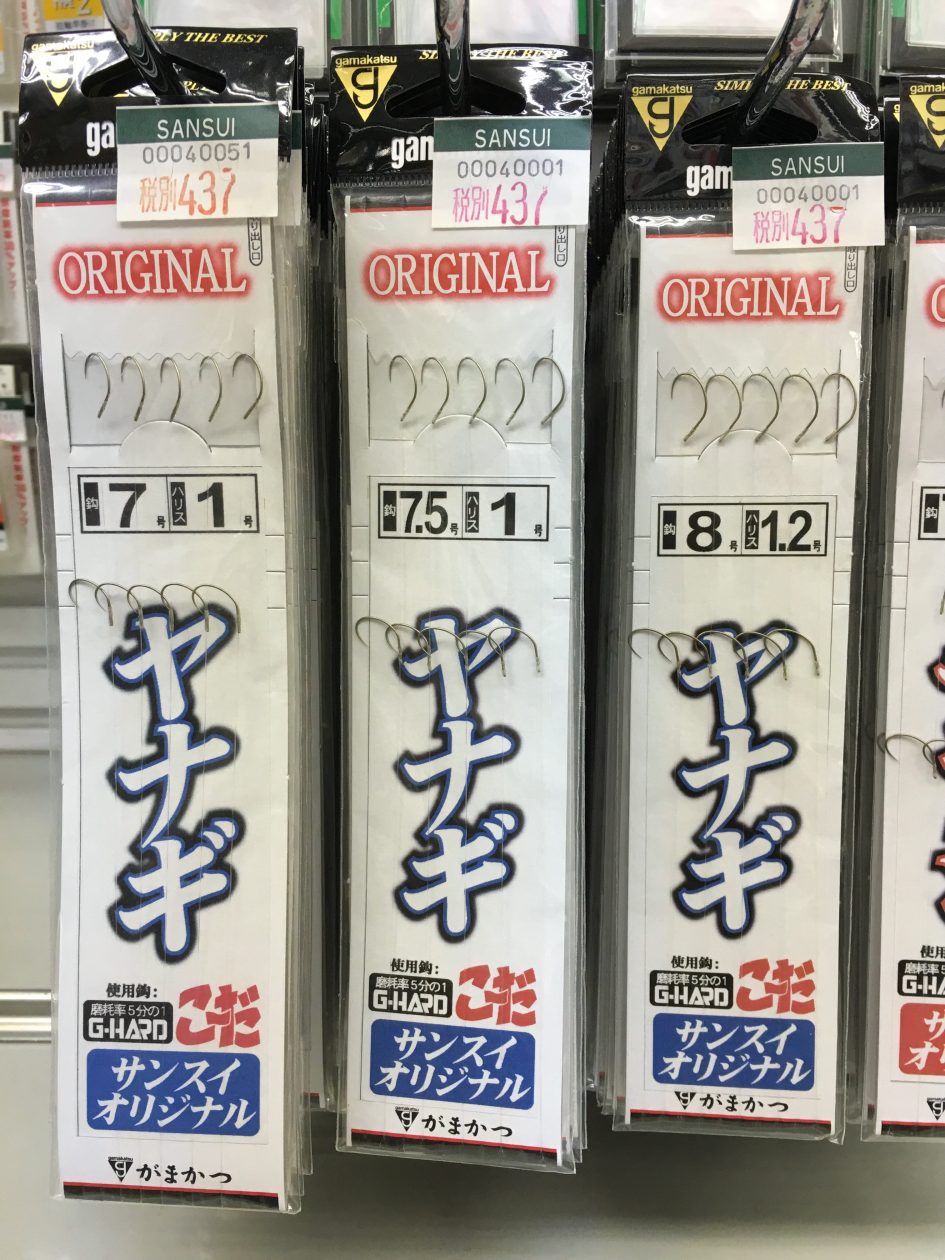 SIMPLY THE BEST
gamakatsu
SANSUI
00040051
税別437
ORIGINAL
鈎 7号 ハリス 1号
ヤナギ
使用鈎:
磨耗率5分の1
G-HARD
こずだ
サンスイ
オリジナル
gamakatsu
がまかつ
gamakatsu
SANSUI
00040001
税別437
ORIGINAL
鈎 7.5号 ハリス 1号
ヤナギ
使用鈎:
磨耗率5分の1
G-HARD
こずだ
サンスイ
オリジナル
gamakatsu
がまかつ
gamakatsu
SIMPLY THE BEST
SANSUI
00040001
税別437
ORIGINAL
鈎 8号 ハリス 1.2号
ヤナギ
使用鈎:
磨耗率5分の1
G-HARD
こずだ
サンスイ
オリジナル
がまかつ
gamakatsu